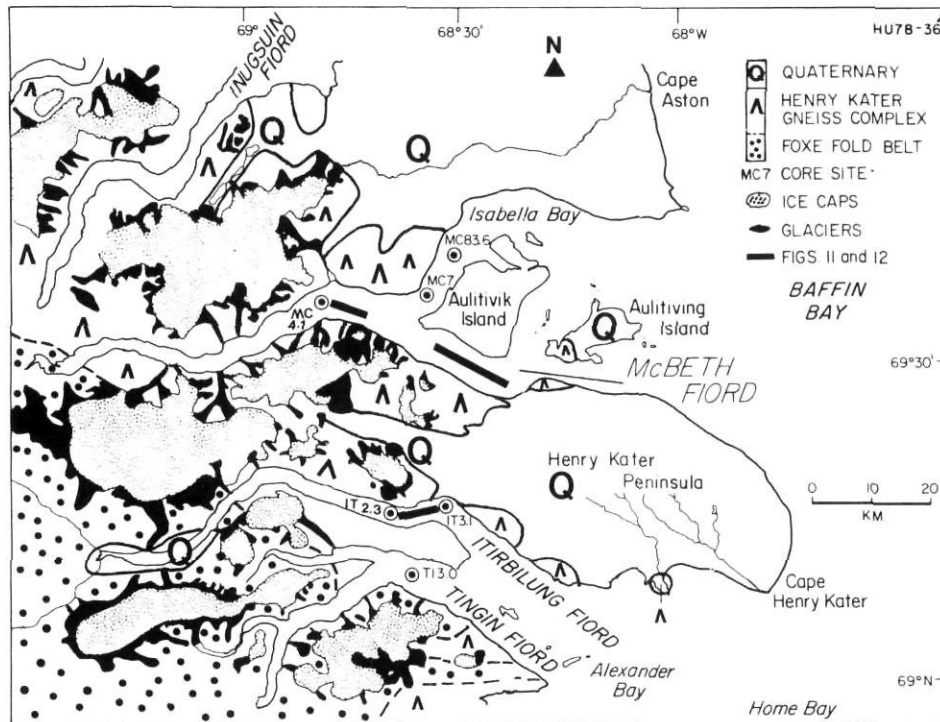 69°
68°30'
68°W
HU78-36
N
INUGSUIN
FIORD
Cape
Aston
Q QUATERNARY
Λ HENRY KATER
GNEISS COMPLEX
FOXE FOLD BELT
MC7 CORE SITE
ICE CAPS
GLACIERS
FIGS. 11 and 12
Q
Q
Isabella Bay
MC83.6
MC7
Aulitivik
Island
MC
4.1
Aulitiving
Island
Q
BAFFIN
BAY
McBETH
FIORD
69°30'
Q
Henry Kater
Peninsula
Q
0 10 20
KM
IT 2.3
IT3.1
Q
ITIRBILUNG FIORD
TI3.0
TINGIN FIORD
Cape
Henry Kater
Alexander
Bay
69°N
Home Bay